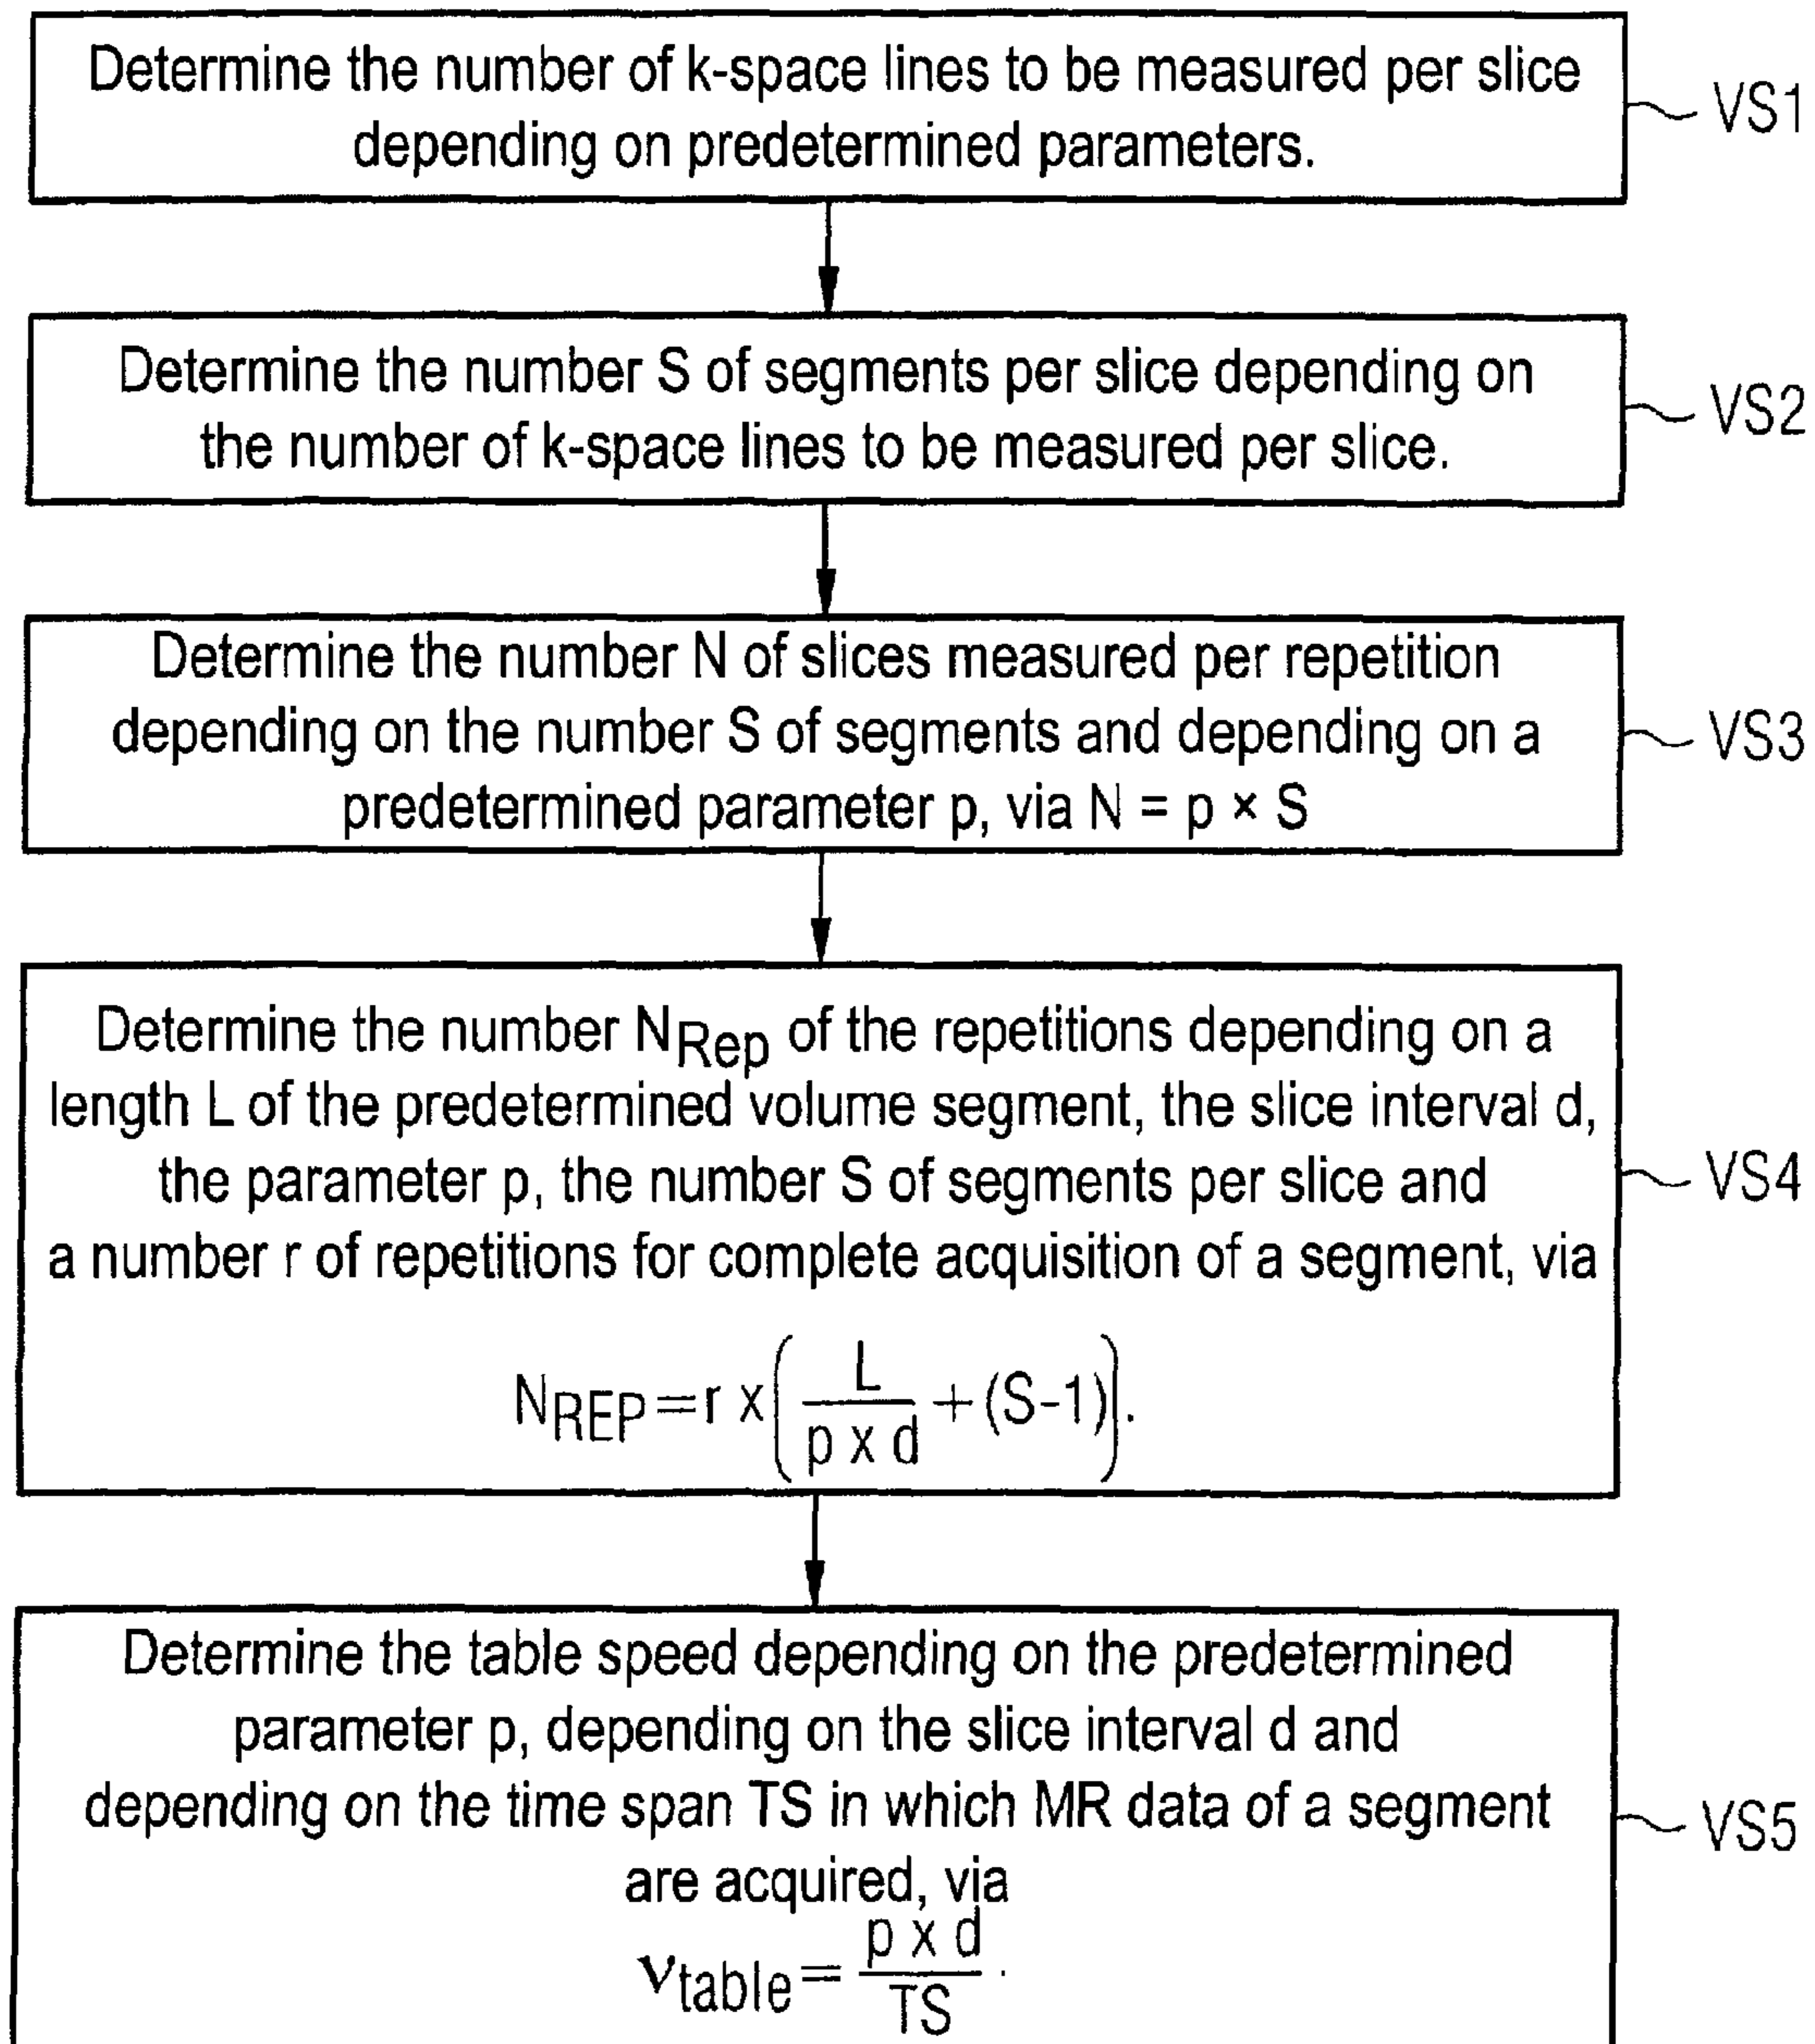 Determine the number of k-space lines to be measured per slice
depending on predetermined parameters.
VS1
Determine the number S of segments per slice depending on
the number of k-space lines to be measured per slice.
VS2
Determine the number N of slices measured per repetition
depending on the number S of segments and depending on a
predetermined parameter p, via N = p × S
VS3
Determine the number NRep of the repetitions depending on a
length L of the predetermined volume segment, the slice interval d,
the parameter p, the number S of segments per slice and
a number r of repetitions for complete acquisition of a segment, via
NREP = r x ( L / p x d + (S-1) ).
VS4
Determine the table speed depending on the predetermined
parameter p, depending on the slice interval d and
depending on the time span TS in which MR data of a segment
are acquired, via
vtable = p x d / TS .
VS5